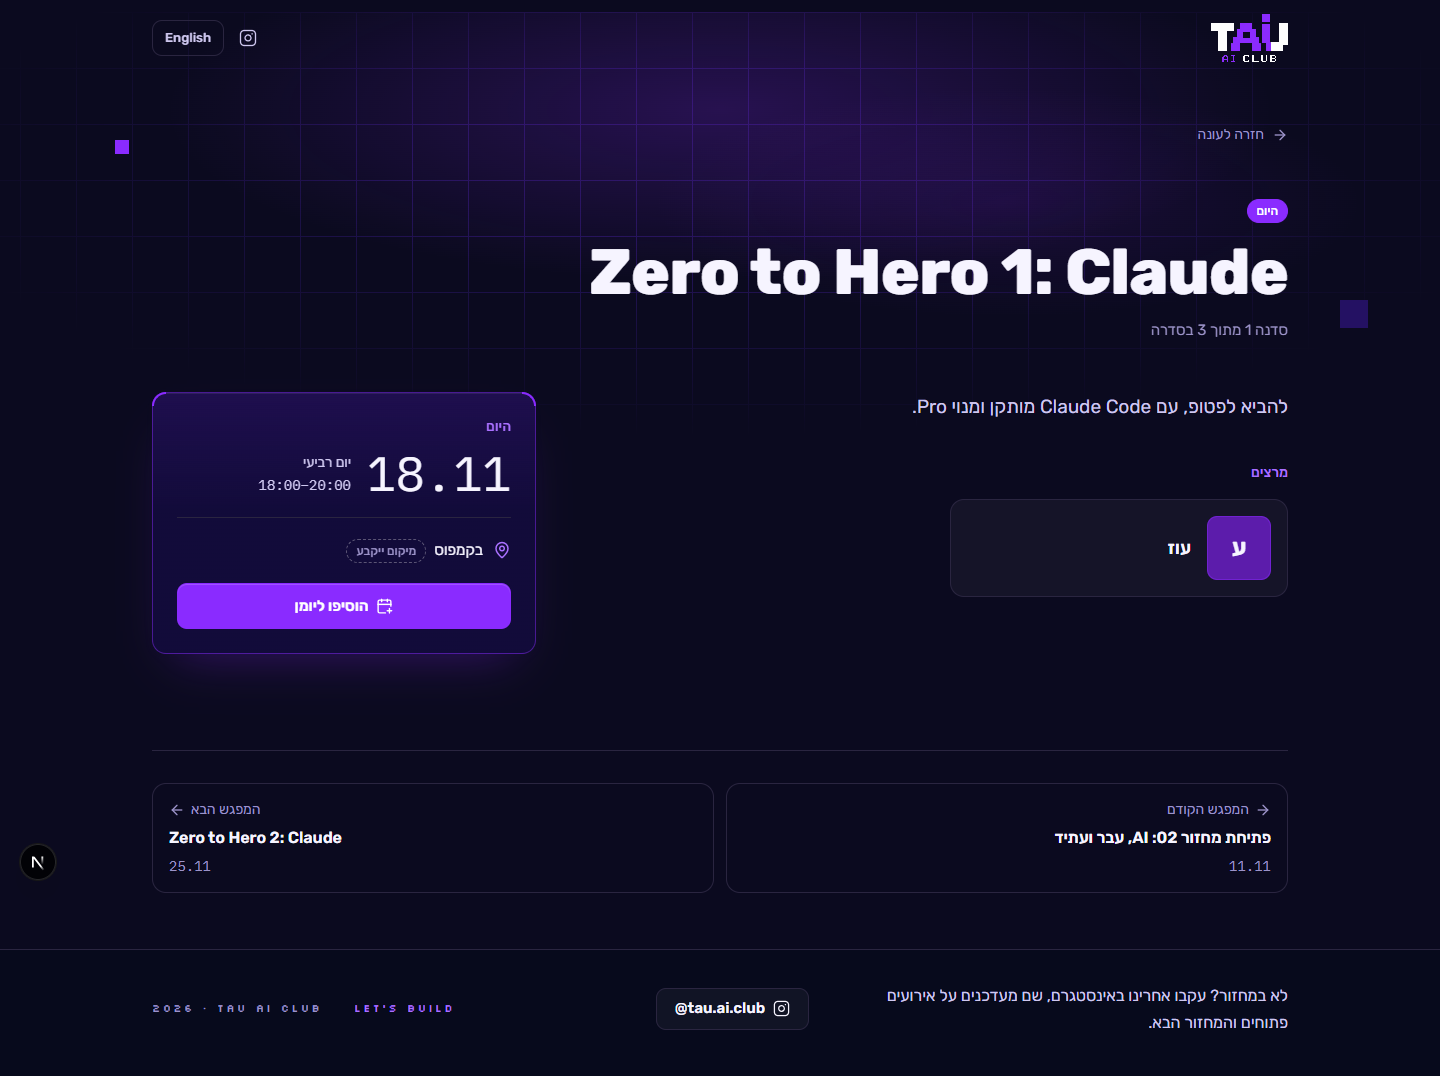 TAU
AI CLUB
English
חזרה לעונה
היום
Zero to Hero 1: Claude
סדנה 1 מתוך 3 בסדרה
להביא לפטופ, עם Claude Code מותקן ומנוי Pro.
מרצים
ע
עוז
היום
18.11
יום רביעי
18:00–20:00
בקמפוס
מיקום ייקבע
הוסיפו ליומן
המפגש הקודם
פתיחת מחזור 02: AI, עבר ועתיד
11.11
המפגש הבא
Zero to Hero 2: Claude
25.11
N
לא במחזור? עקבו אחרינו באינסטגרם, שם מעדכנים על אירועים
פתוחים והמחזור הבא.
@tau.ai.club
2026 · TAU AI CLUB
LET'S BUILD